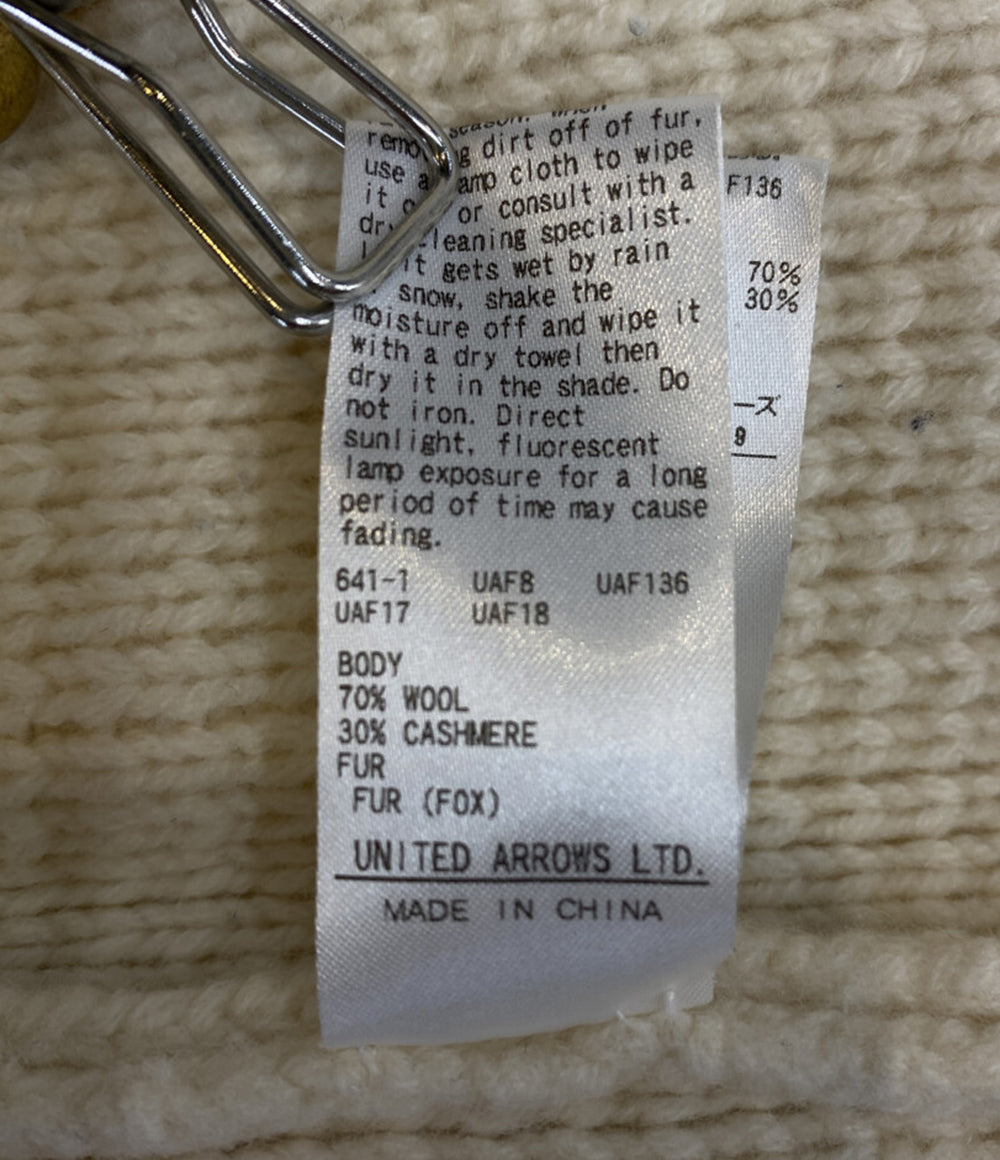 season. when
dirt off of fur,
use a cloth to wipe
it or consult with a
specialist.
it gets wet by rain
snow, shake the
moisture off and wipe it
with a dry towel then
dry it in the shade. Do
not iron. Direct
sunlight, fluorescent
lamp exposure for a long
period of time may cause
fading.
641-1 UAF8 UAF136
UAF17 UAF18
BODY
70% WOOL
30% CASHMERE
FUR
FUR (FOX)
UNITED ARROWS LTD.
MADE IN CHINA
F136
70%
30%
ーズ